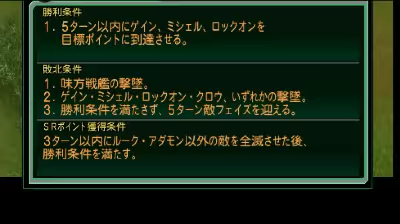 勝利条件
1. 5ターン以内にゲイン、ミシェル、ロックオンを
目標ポイントに到達させる。
敗北条件
1. 味方戦艦の撃墜。
2. ゲイン・ミシェル・ロックオン・クロウ、いずれかの撃墜。
3. 勝利条件を満たさず、5ターン敵フェイズを迎える。
SRポイント獲得条件
3ターン以内にルーク・アダモン以外の敵を全滅させた後、
勝利条件を満たす。